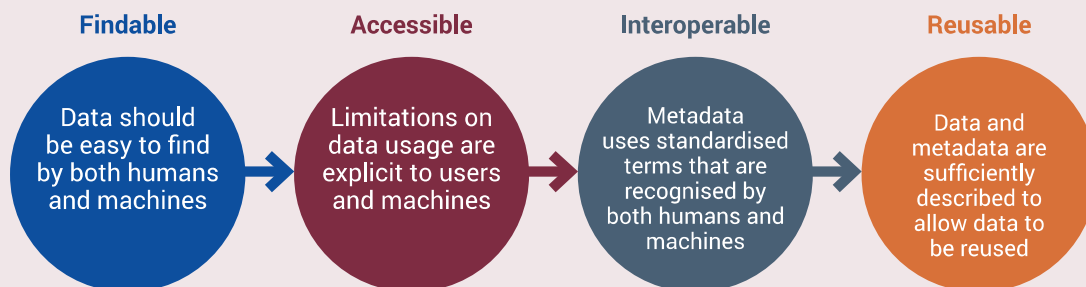 Findable
Data should
be easy to find
by both humans
and machines
Accessible
Limitations on
data usage are
explicit to users
and machines
Interoperable
Metadata
uses standardised
terms that are
recognised by
both humans and
machines
Reusable
Data and
metadata are
sufficiently
described to
allow data to
be reused